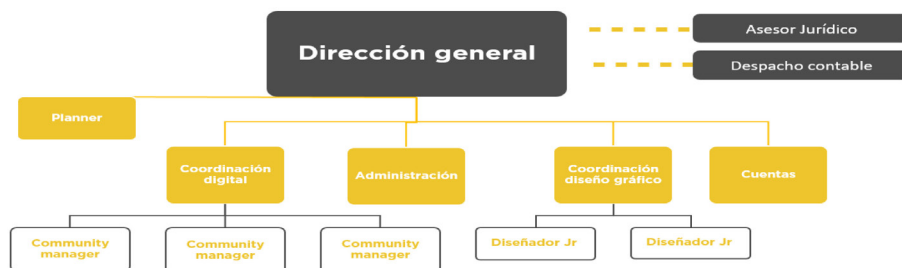 Dirección general
Asesor Jurídico
Despacho contable
Planner
Coordinación
digital
Administración
Coordinación
diseño gráfico
Cuentas
Community
manager
Community
manager
Community
manager
Diseñador Jr
Diseñador Jr